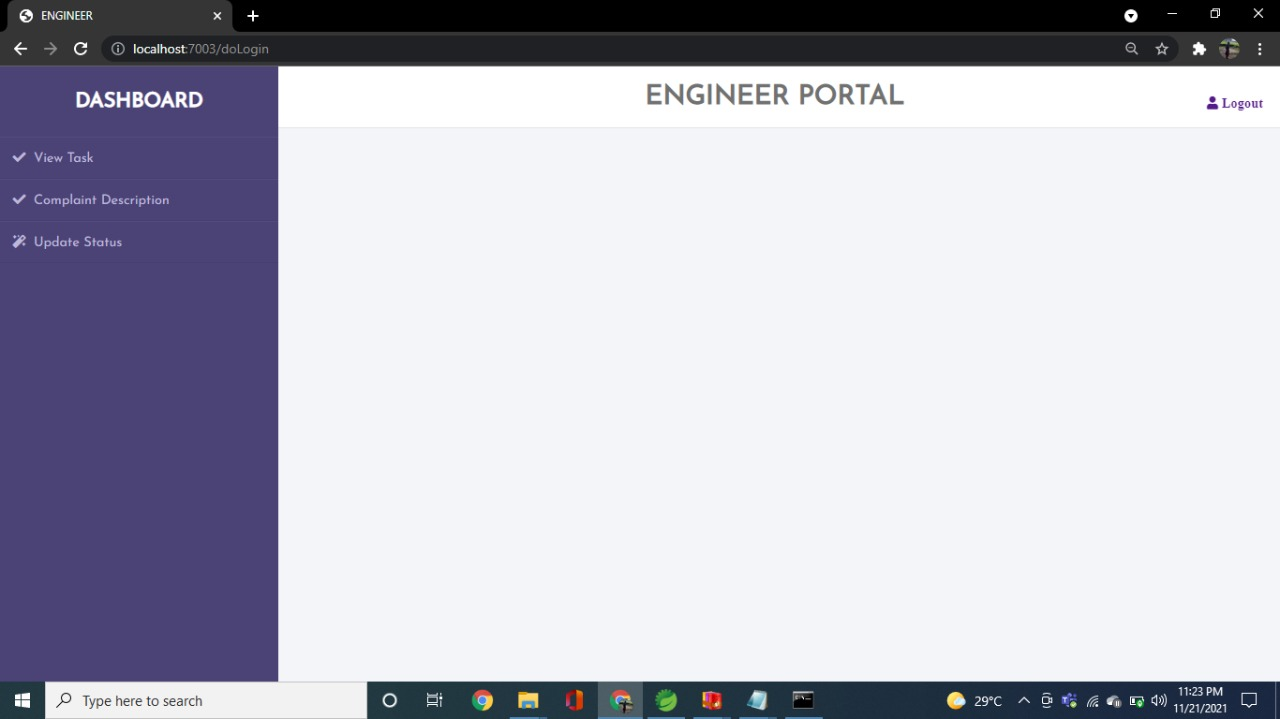 ENGINEER
localhost:7003/doLogin
DASHBOARD
ENGINEER PORTAL
Logout
View Task
Complaint Description
Update Status
Type here to search
29°C
11:23 PM
11/21/2021